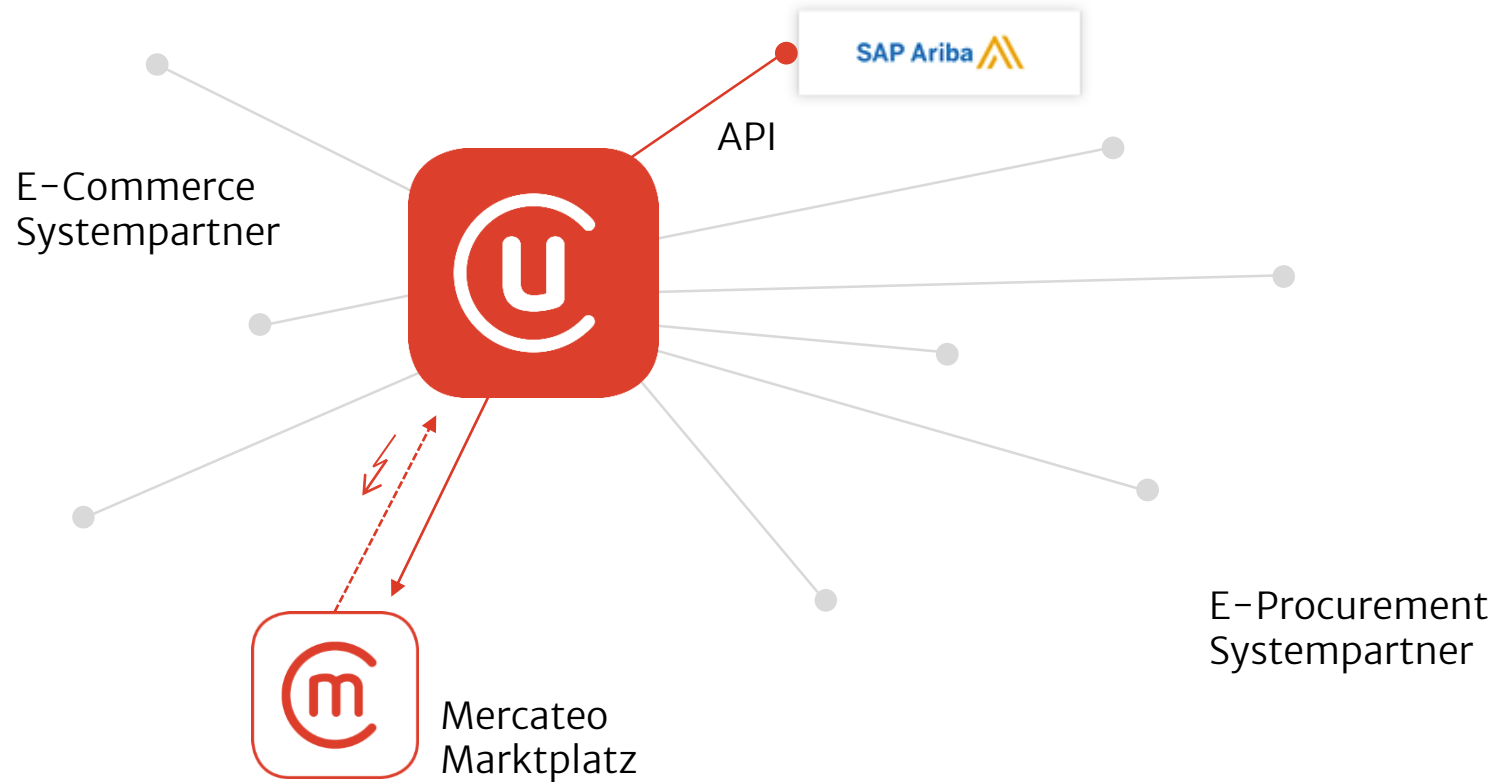 SAP Ariba
API
E-Commerce
Systempartner
u
E-Procurement
Systempartner
m
Mercateo
Marktplatz